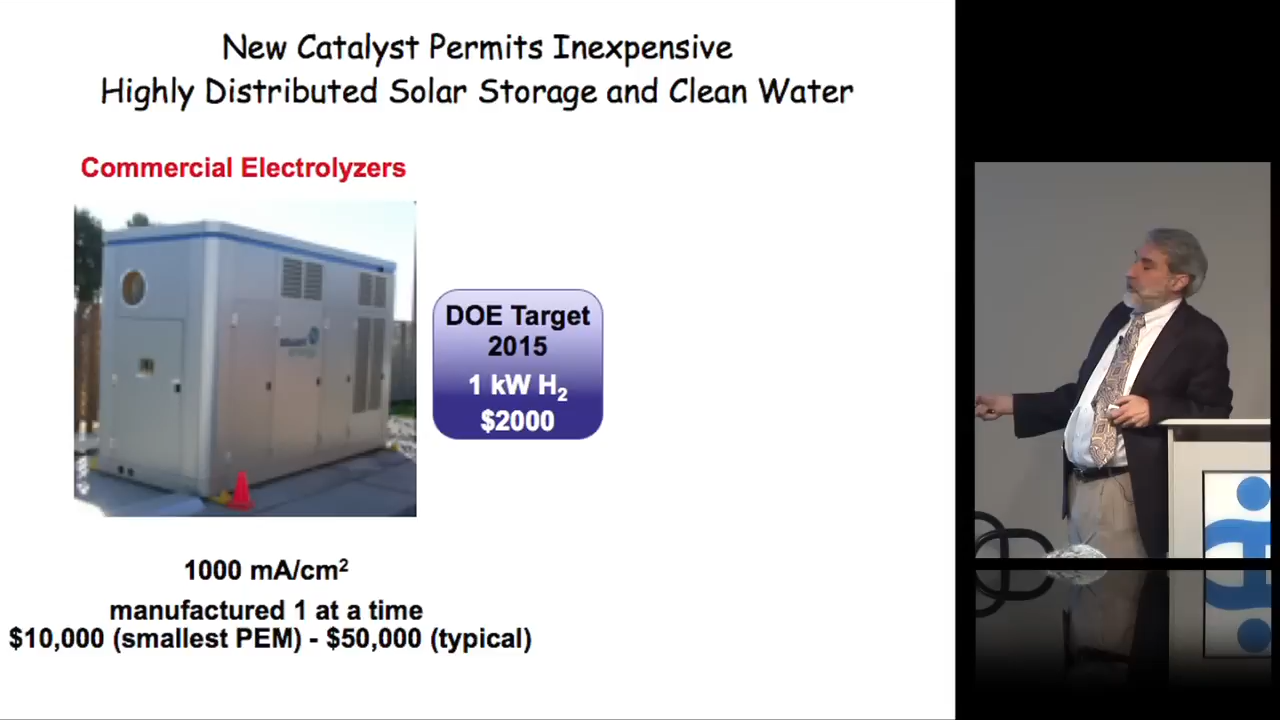 New Catalyst Permits Inexpensive
Highly Distributed Solar Storage and Clean Water
Commercial Electrolyzers
DOE Target
2015
1 kW H₂
$2000
1000 mA/cm²
manufactured 1 at a time
$10,000 (smallest PEM) - $50,000 (typical)